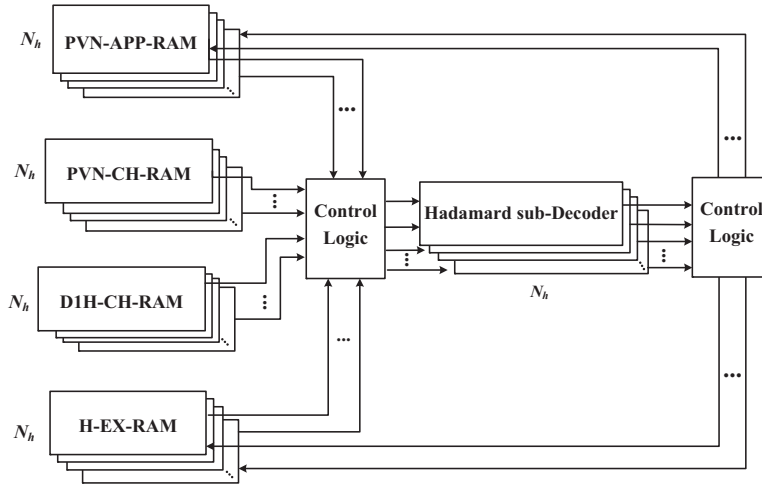 N_h
PVN-APP-RAM
...
...
N_h
PVN-CH-RAM
...
Control
Logic
Hadamard sub-Decoder
...
...
Control
Logic
N_h
N_h
D1H-CH-RAM
...
...
...
N_h
H-EX-RAM